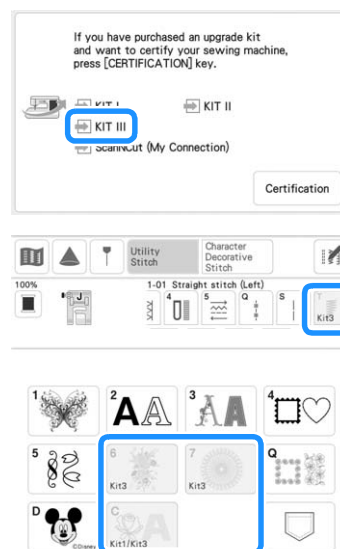 If you have purchased an upgrade kit
and want to certify your sewing machine,
press [CERTIFICATION] key.
KIT I
KIT II
KIT III
ScanNCut (My Connection)
Certification
Utility
Stitch
Character
Decorative
Stitch
100%
J
1-01 Straight stitch (Left)
4
5
Q
S
Kit3
1
2
AA
3
AA
4
5
6
Kit3
7
Kit3
Q
D
©Disney
C
A
Kit1/Kit3